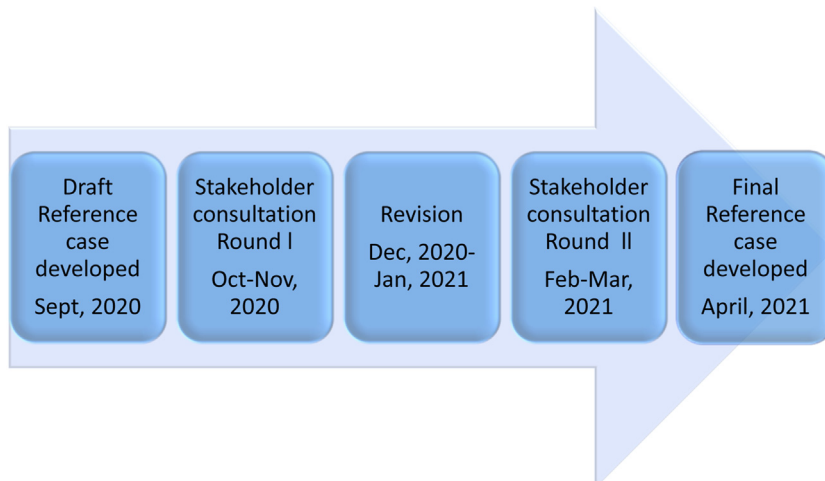 Draft
Reference
case
developed
Sept, 2020
Stakeholder
consultation
Round I
Oct-Nov,
2020
Revision
Dec, 2020-
Jan, 2021
Stakeholder
consultation
Round II
Feb-Mar,
2021
Final
Reference
case
developed
April, 2021